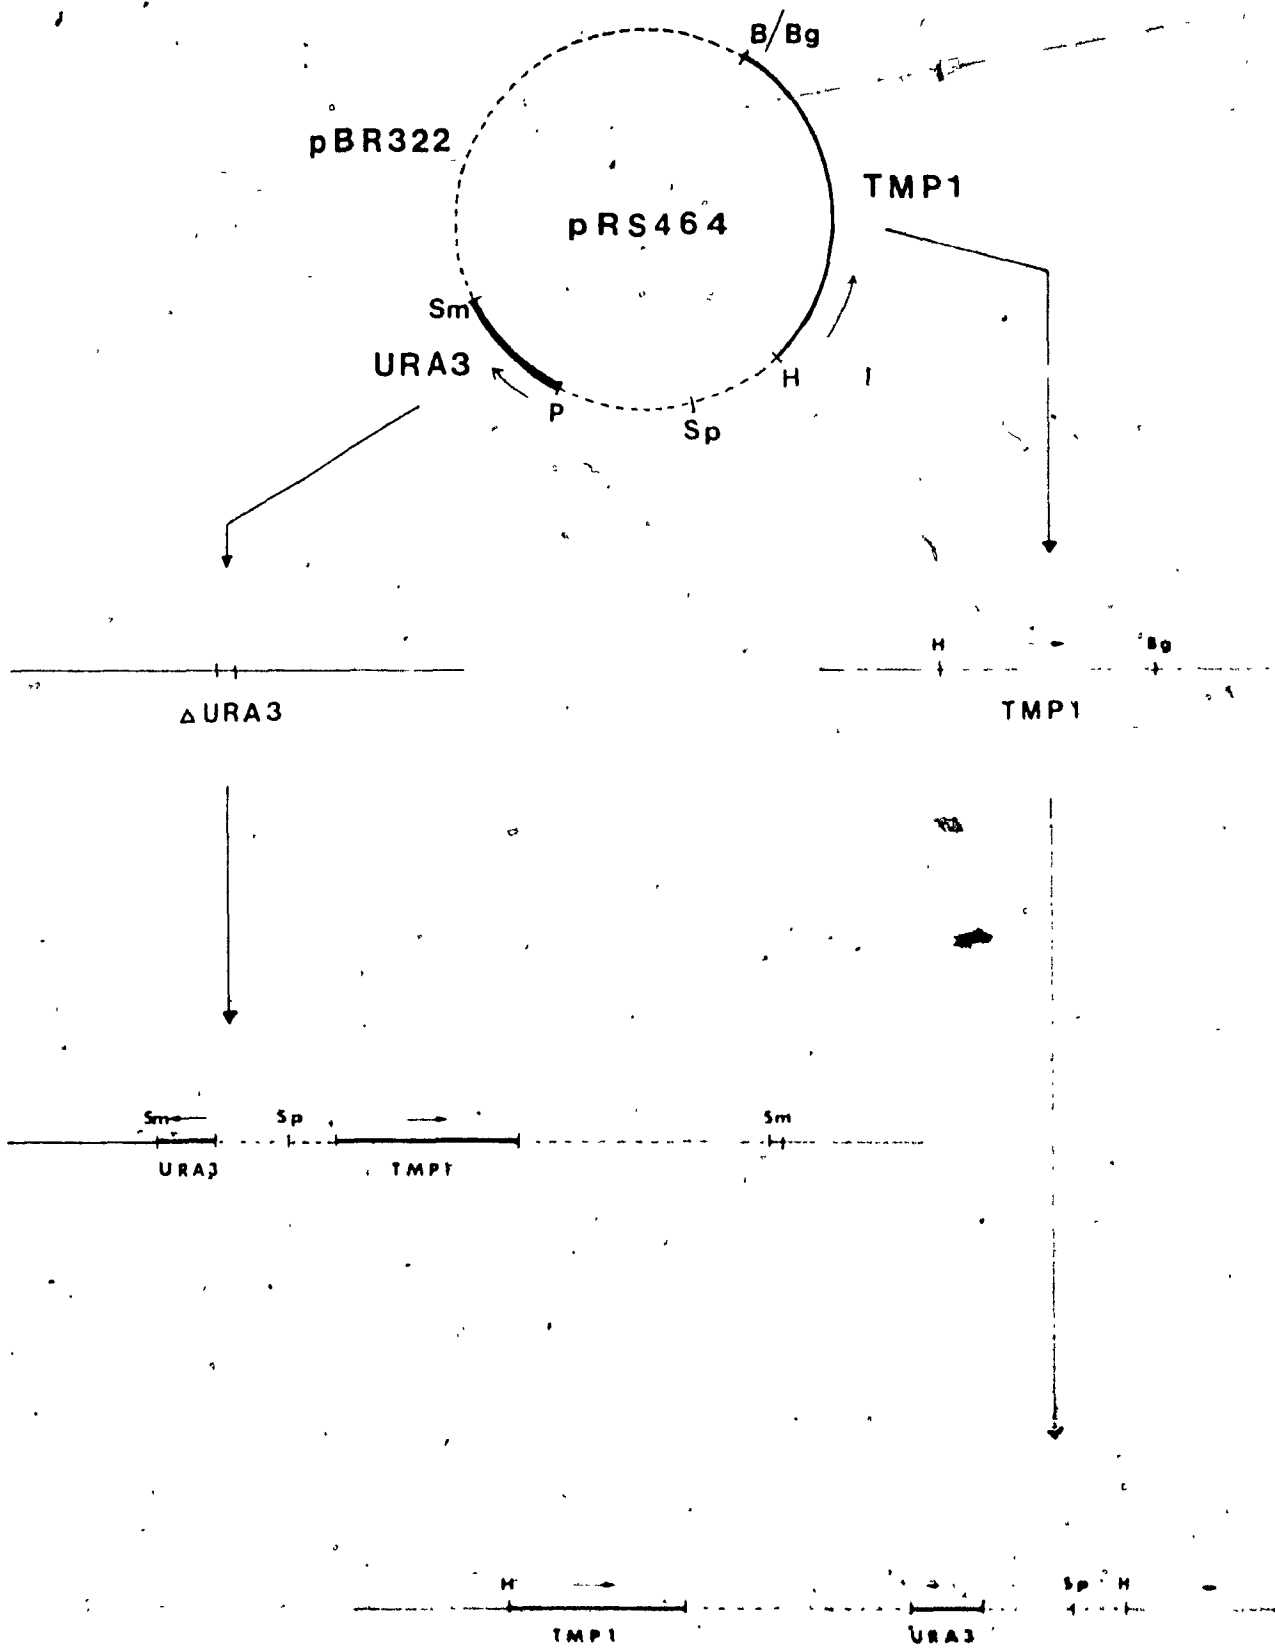 B/Bg
pBR322
TMP1
pRS464
Sm
URA3
H
P
Sp
H
Bg
ΔURA3
TMP1
Sm Sp Sm
URA3 TMP1
H Sp H
TMP1 URA3